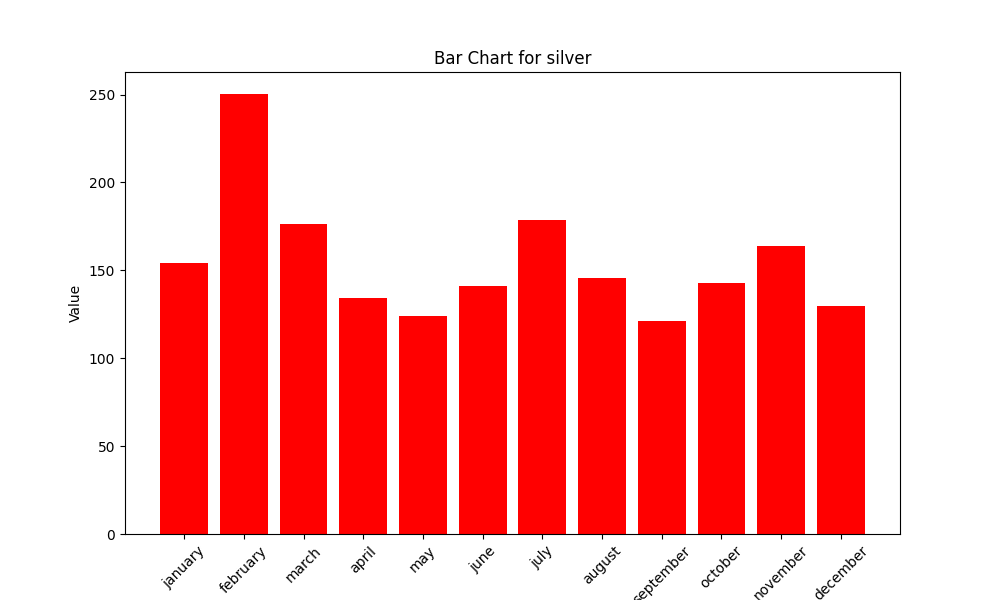 Bar Chart for silver
250
200
150
100
50
0
Value
january
february
march
april
may
june
july
august
september
october
november
december